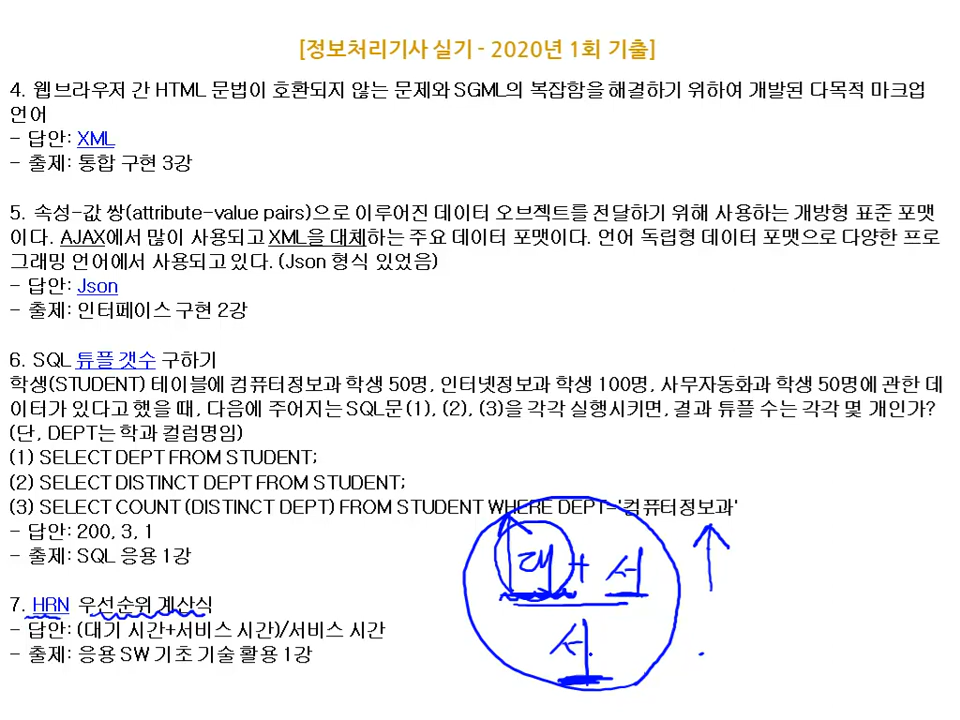 [정보처리기사 실기 - 2020년 1회 기출]
4. 웹브라우저 간 HTML 문법이 호환되지 않는 문제와 SGML의 복잡함을 해결하기 위하여 개발된 다목적 마크업
언어
- 답안: XML
- 출제: 통합 구현 3강
5. 속성-값 쌍(attribute-value pairs)으로 이루어진 데이터 오브젝트를 전달하기 위해 사용하는 개방형 표준 포맷
이다. AJAX에서 많이 사용되고 XML을 대체하는 주요 데이터 포맷이다. 언어 독립형 데이터 포맷으로 다양한 프로
그래밍 언어에서 사용되고 있다. (Json 형식 있었음)
- 답안: Json
- 출제: 인터페이스 구현 2강
6. SQL 튜플 갯수 구하기
학생(STUDENT) 테이블에 컴퓨터정보과 학생 50명, 인터넷정보과 학생 100명, 사무자동화과 학생 50명에 관한 데
이터가 있다고 했을 때, 다음에 주어지는 SQL문(1), (2), (3)을 각각 실행시키면, 결과 튜플 수는 각각 몇 개인가?
(단, DEPT는 학과 컬럼명임)
(1) SELECT DEPT FROM STUDENT;
(2) SELECT DISTINCT DEPT FROM STUDENT;
(3) SELECT COUNT (DISTINCT DEPT) FROM STUDENT WHERE DEPT='컴퓨터정보과'
- 답안: 200, 3, 1
- 출제: SQL 응용 1강
대 + 서
서
7. HRN 우선순위 계산식
- 답안: (대기 시간+서비스 시간)/서비스 시간
- 출제: 응용 SW 기초 기술 활용 1강